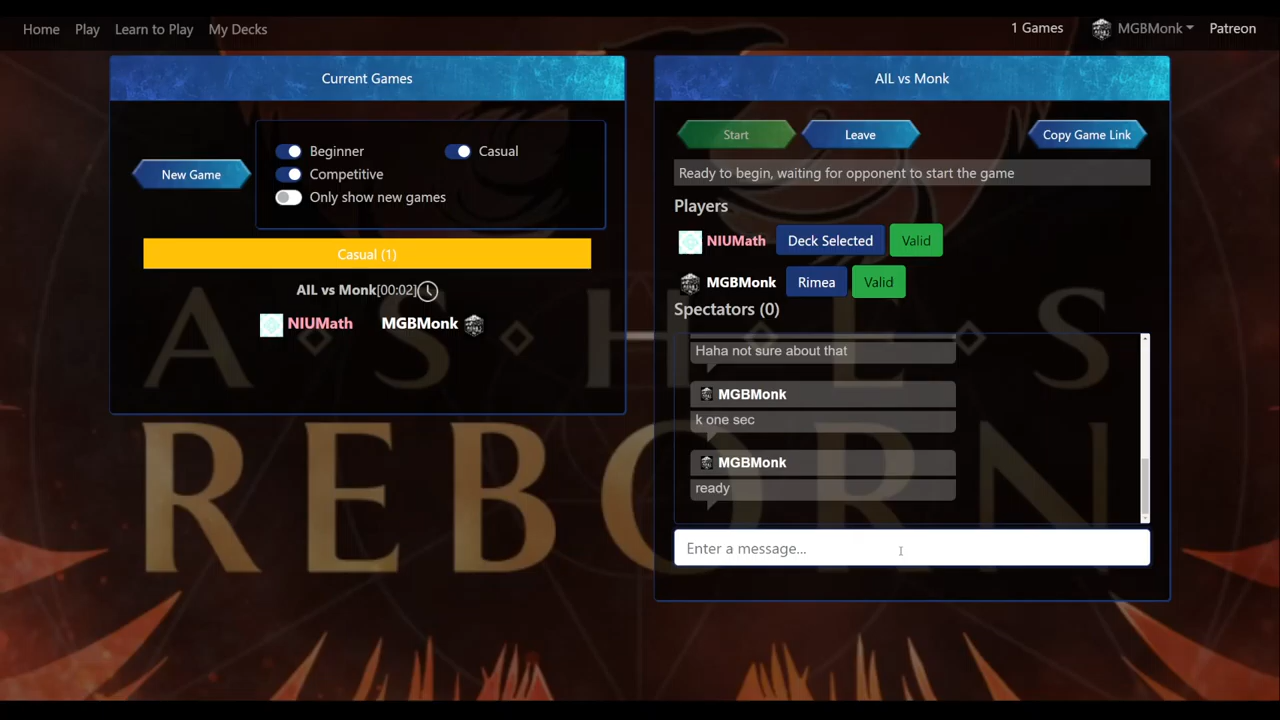 Home Play Learn to Play My Decks
1 Games MGBMonk Patreon
Current Games
New Game
Beginner Casual
Competitive
Only show new games
Casual (1)
AIL vs Monk[00:02]
NIUMath MGBMonk
AIL vs Monk
Start Leave Copy Game Link
Ready to begin, waiting for opponent to start the game
Players
NIUMath Deck Selected Valid
MGBMonk Rimea Valid
Spectators (0)
Haha not sure about that
MGBMonk
k one sec
MGBMonk
ready
Enter a message...
ASHES
REBORN